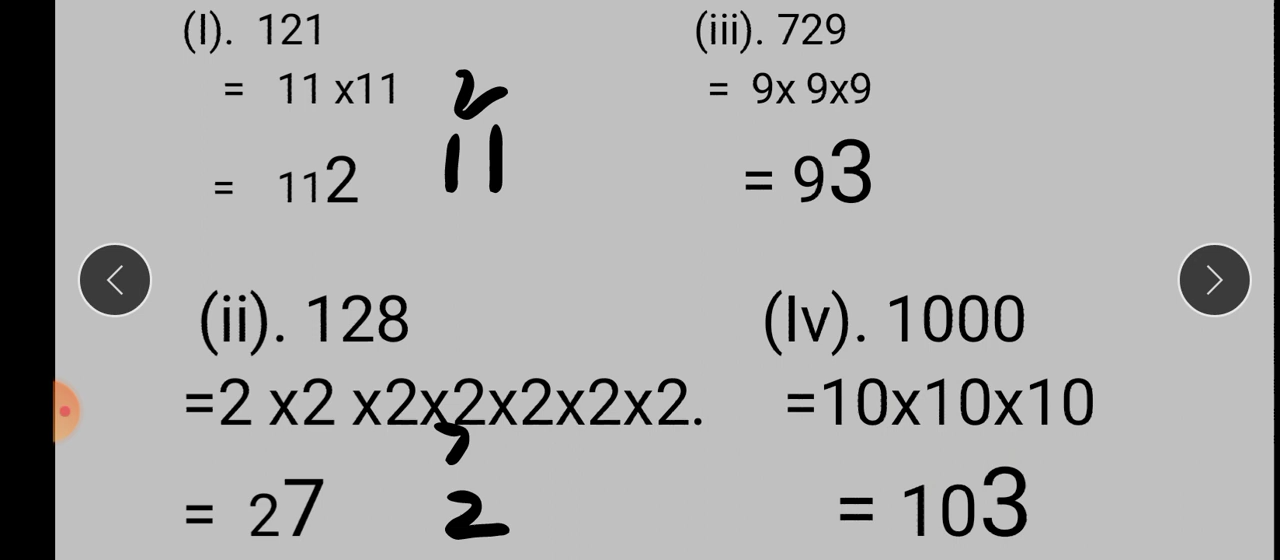 (I). 121
= 11 x11
= 112
2
11
(iii). 729
= 9x 9x9
= 93
(ii). 128
=2 x2 x2x2x2x2x2.
= 27
7
2
(Iv). 1000
=10x10x10
= 103